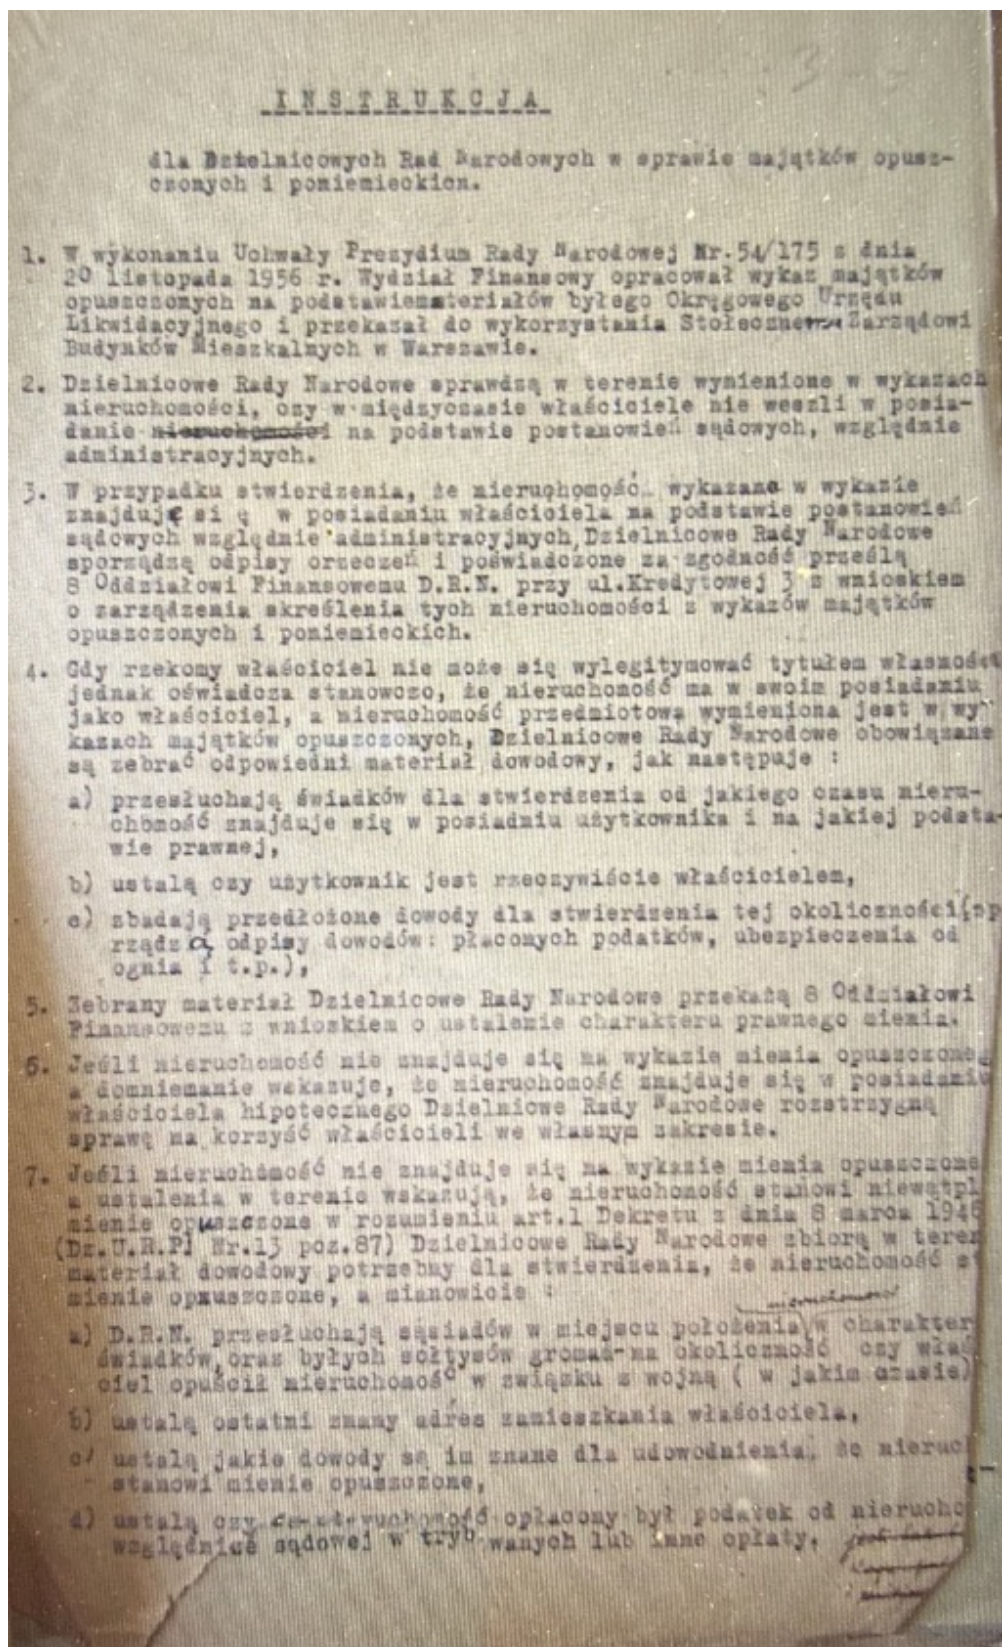 I N S T R U K C J A
dla Dzielnicowych Rad Narodowych w sprawie majątków opusz-
czonych i poniemieckich.
1. W wykonaniu Uchwały Prezydium Rady Narodowej Nr.54/175 z dnia
20 listopada 1956 r. Wydział Finansowy opracował wykaz majątków
opuszczonych na podstawiemateriałów byłego Okręgowego Urzędu
Likwidacyjnego i przekazał do wykorzystania Zarządowi
Budynków Mieszkalnych w Warszawie.
2. Dzielnicowe Rady Narodowe sprawdzą w terenie wymienione w wykazach
nieruchomości, czy w międzyczasie właściciele nie weszli w posia-
danie nieruchomości na podstawie postanowień sądowych, względnie
administracyjnych.
3. W przypadku stwierdzenia, że nieruchomość wykazana w wykazie
znajduje si ę w posiadaniu właściciela na podstawie postanowień
sądowych względnie administracyjnych Dzielnicowe Rady Narodowe
sporządzą odpisy orzeczeń i poświadczone za zgodność prześlą
8 Oddziałowi Finansowemu D.R.N. przy ul.Kredytowej 3 z wnioskiem
o zarządzenia skreślenia tych nieruchomości z wykazów majątków
opuszczonych i poniemieckich.
4. Gdy rzekomy właściciel nie może się wylegitymować tytułem własności
jednak oświadcza stanowczo, że nieruchomość ma w swoim posiadaniu
jako właściciel, a nieruchomość przedmiotowa wymieniona jest w wy-
kazach majątków opuszczonych, Dzielnicowe Rady Narodowe obowiązane
są zebrać odpowiedni materiał dowodowy, jak następuje :
a) przesłuchają świadków dla stwierdzenia od jakiego czasu nieru-
chomość znajduje się w posiadniu użytkownika i na jakiej podsta-
wie prawnej,
b) ustalą czy użytkownik jest rzeczywiście właścicielem,
c) zbadają przedłożone dowody dla stwierdzenia tej okoliczności(sp
rządzą odpisy dowodów: płaconych podatków, ubezpieczenia od
ognia i t.p.),
5. Zebrany materiał Dzielnicowe Rady Narodowe przekażą 8 Oddziałowi
Finansowemu z wnioskiem o ustalenie charakteru prawnego mienia.
6. Jeśli nieruchomość nie znajduje się na wykazie mienia opuszczoneg
a domniemanie wskazuje, że nieruchomość znajduje się w posiadaniu
właściciela hipotecznego Dzielnicowe Rady Narodowe rozstrzygną
sprawę na korzyść właścicieli we własnym zakresie.
7. Jeśli nieruchomość nie znajduje się na wykazie mienia opuszczone
a ustalenia w terenie wskazują, że nieruchomość stanowi niewątpl
mienie opuszczone w rozumieniu art.1 Dekretu z dnia 8 marca 1946
(Dz.U.R.P. Nr.13 poz.87) Dzielnicowe Rady Narodowe zbiorą w teren
materiał dowodowy potrzebny dla stwierdzenia, że nieruchomość st
mienie opxuszczone, a mianowicie :
nieruchomości
a) D.R.N. przesłuchają sąsiadów w miejscu położenia w charakter
świadków, oraz byłych sołtysów gromad na okoliczność czy właś
ciel opuścił nieruchomość w związku z wojną ( w jakim czasie)
b) ustalą ostatni znany adres zamieszkania właściciela,
c/ ustalą jakie dowody są im znane dla udowodnienia, że nieruch
stanowi mienie opuszczone,
d) ustalą czy opłacony był podatek od nierucho
sądowej w tryb wanych lub inne opłaty.